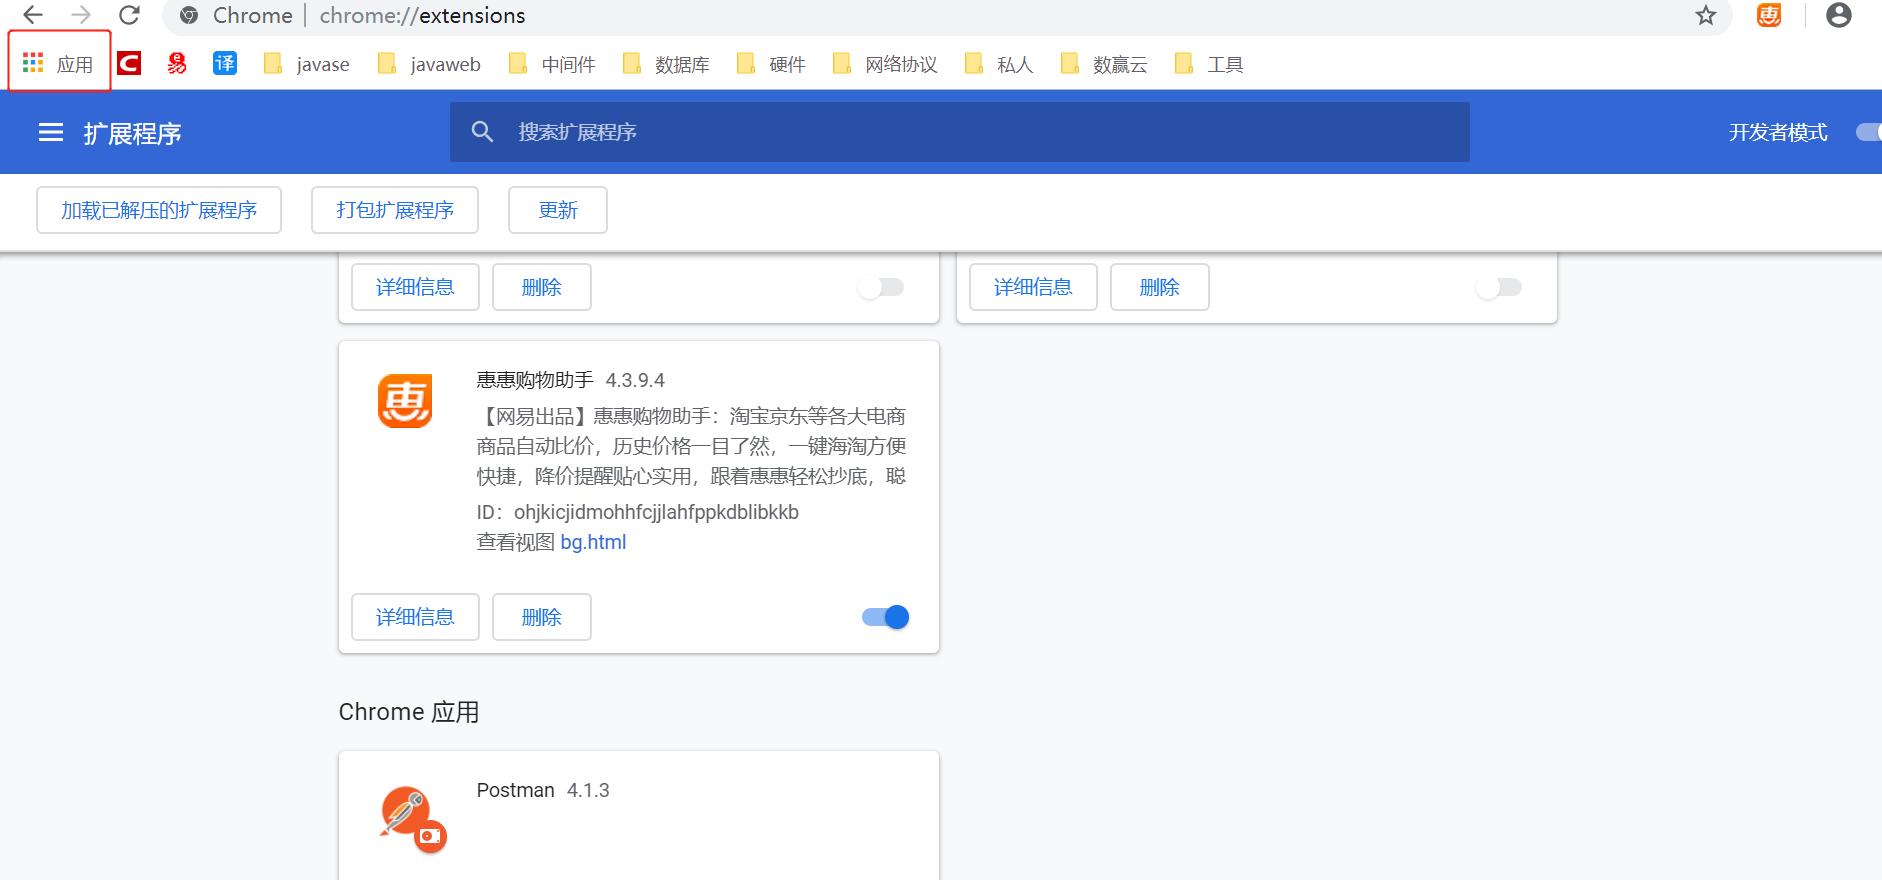 Chrome | chrome://extensions
惠
应用 C 易 译 javase javaweb 中间件 数据库 硬件 网络协议 私人 数赢云 工具
扩展程序 搜索扩展程序 开发者模式
加载已解压的扩展程序 打包扩展程序 更新
详细信息 删除 详细信息 删除
惠
惠惠购物助手 4.3.9.4
【网易出品】惠惠购物助手：淘宝京东等各大电商
商品自动比价，历史价格一目了然，一键海淘方便
快捷，降价提醒贴心实用，跟着惠惠轻松抄底，聪
ID：ohjkicjidmohhfcjjlahfppkdblibkkb
查看视图 bg.html
详细信息 删除
Chrome 应用
Postman 4.1.3